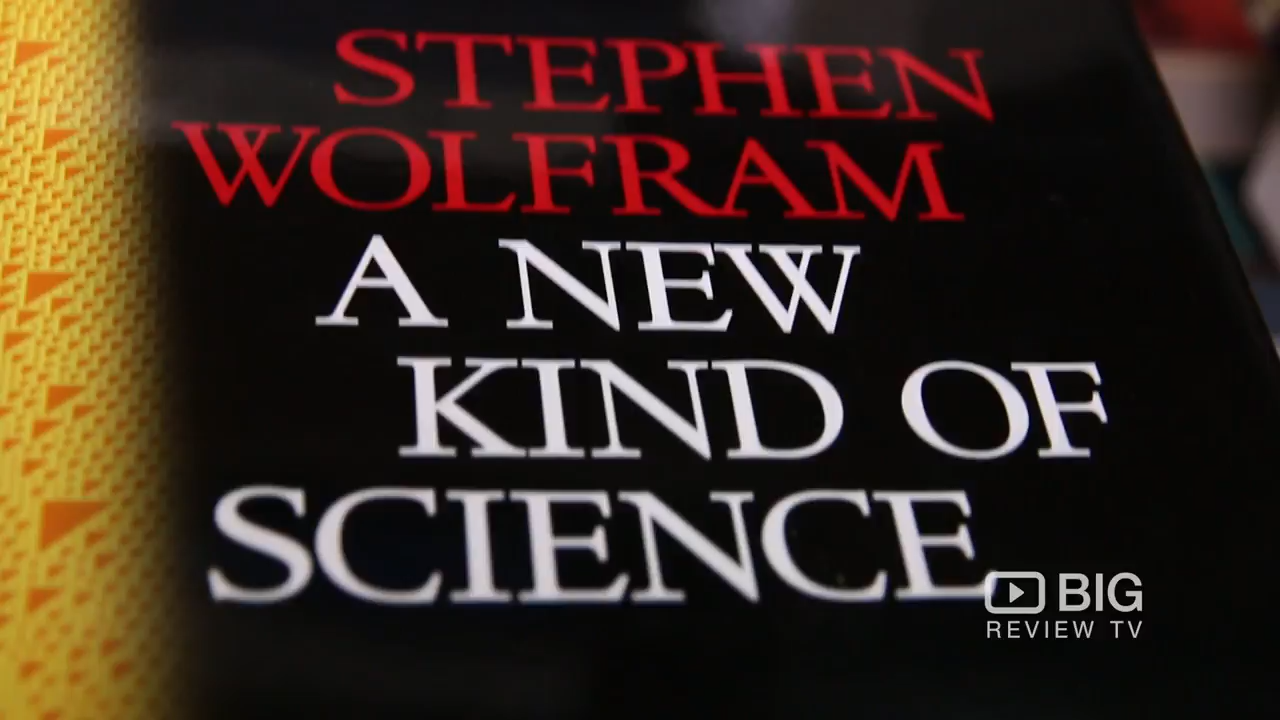 STEPHEN
WOLFRAM
A NEW
KIND OF
SCIENCE
BIG
REVIEW TV